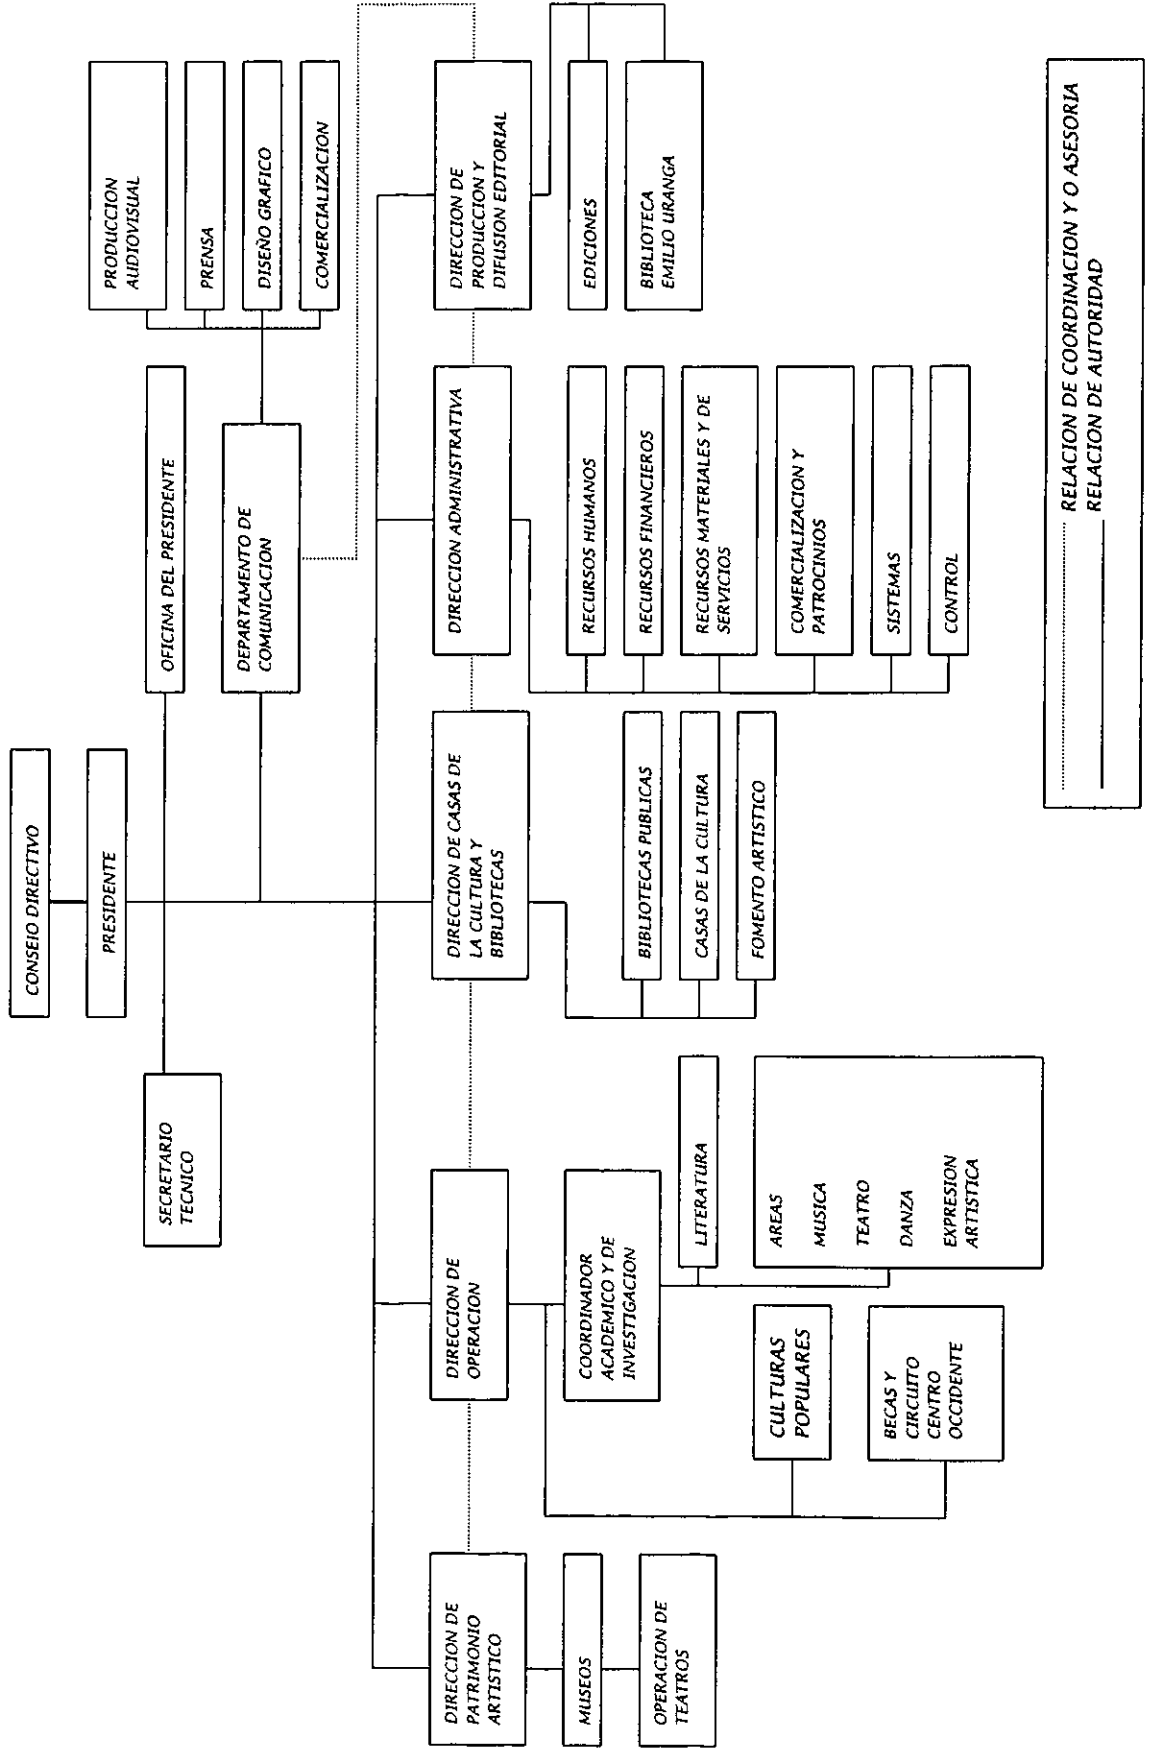 CONSEJO DIRECTIVO
PRESIDENTE
SECRETARIO
TECNICO
OFICINA DEL PRESIDENTE
DEPARTAMENTO DE
COMUNICACION
PRODUCCION
AUDIOVISUAL
PRENSA
DISEÑO GRAFICO
COMERCIALIZACION
DIRECCION DE
PATRIMONIO
ARTISTICO
MUSEOS
OPERACION DE
TEATROS
DIRECCION DE
OPERACION
COORDINADOR
ACADEMICO Y DE
INVESTIGACION
LITERATURA
AREAS
MUSICA
TEATRO
DANZA
EXPRESION
ARTISTICA
CULTURAS
POPULARES
BECAS Y
CIRCUITO
CENTRO
OCCIDENTE
DIRECCION DE CASAS DE
LA CULTURA Y
BIBLIOTECAS
BIBLIOTECAS PUBLICAS
CASAS DE LA CULTURA
FOMENTO ARTISTICO
DIRECCION ADMINISTRATIVA
RECURSOS HUMANOS
RECURSOS FINANCIEROS
RECURSOS MATERIALES Y DE
SERVICIOS
COMERCIALIZACION Y
PATROCINIOS
SISTEMAS
CONTROL
DIRECCION DE
PRODUCCION Y
DIFUSION EDITORIAL
EDICIONES
BIBLIOTECA
EMILIO URANGA
RELACION DE COORDINACION Y O ASESORIA
RELACION DE AUTORIDAD